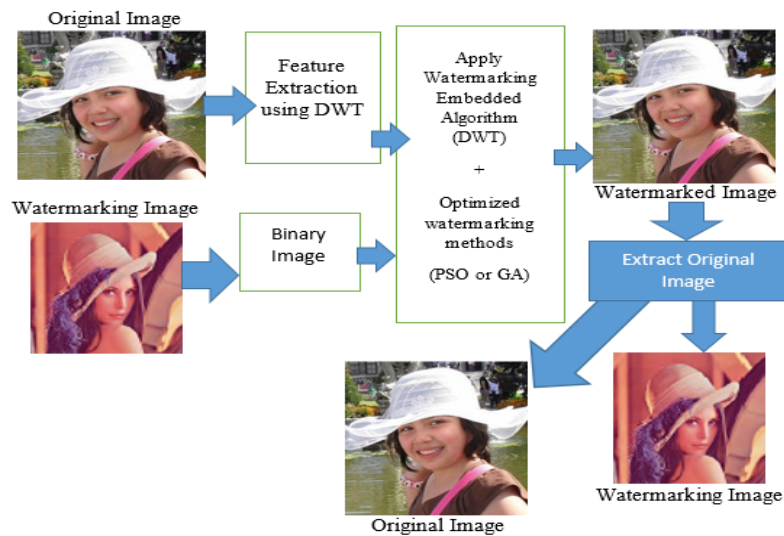 Original Image
Feature
Extraction
using DWT
Apply
Watermarking
Embedded
Algorithm
(DWT)
+
Optimized
watermarking
methods
(PSO or GA)
Watermarked Image
Watermarking Image
Binary
Image
Extract Original
Image
Original Image
Watermarking Image